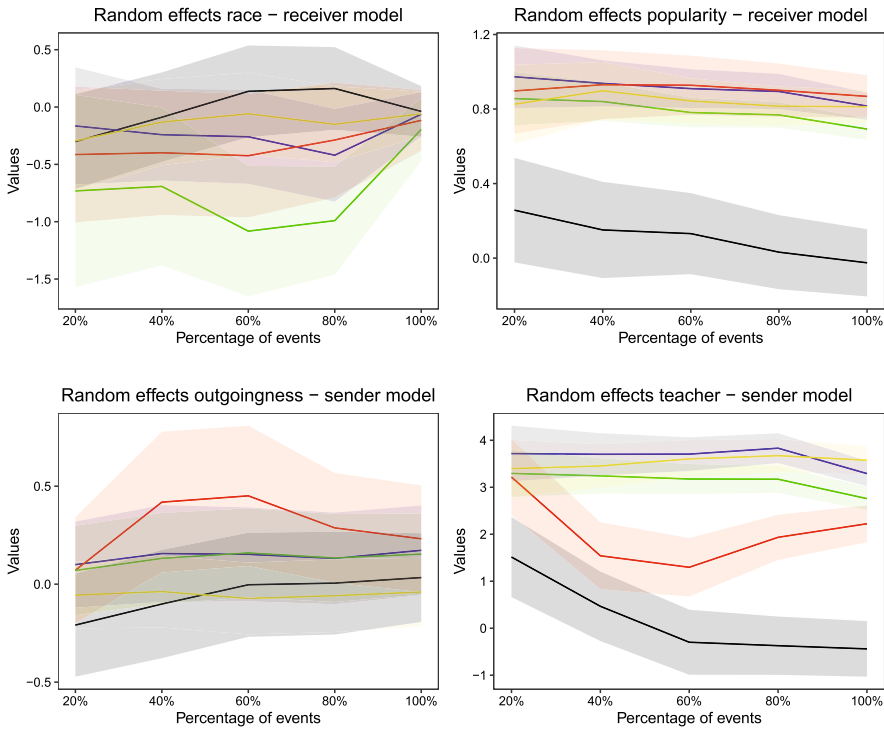 Random effects race − receiver model
Values
0.5
0.0
−0.5
−1.0
−1.5
20% 40% 60% 80% 100%
Percentage of events
Random effects popularity − receiver model
Values
1.2
0.8
0.4
0.0
20% 40% 60% 80% 100%
Percentage of events
Random effects outgoingness − sender model
Values
0.5
0.0
−0.5
20% 40% 60% 80% 100%
Percentage of events
Random effects teacher − sender model
Values
4
3
2
1
0
−1
20% 40% 60% 80% 100%
Percentage of events